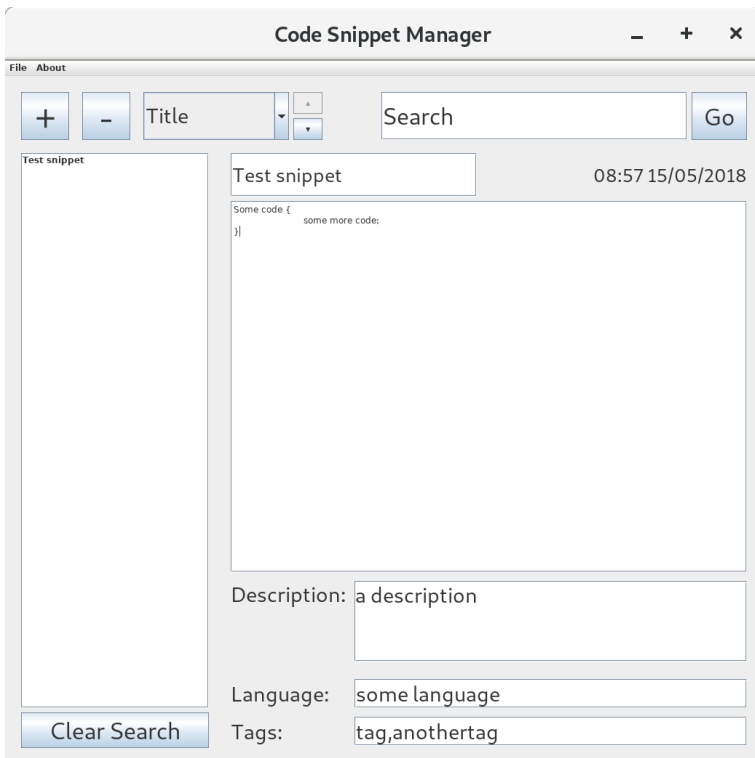 Code Snippet Manager
File About
+ - Title Search Go
Test snippet
Test snippet 08:57 15/05/2018
Some code {
some more code;
}
Description: a description
Language: some language
Tags: tag,anothertag
Clear Search